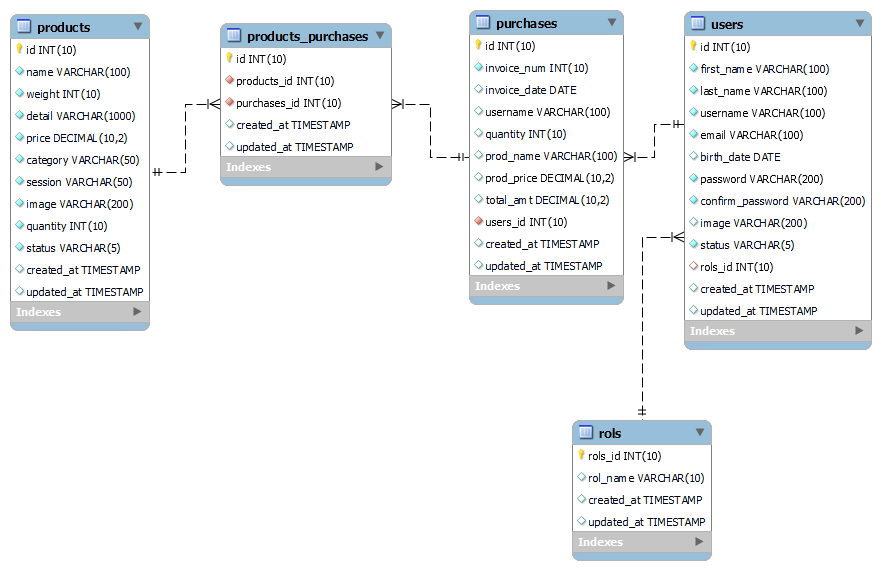 products
id INT(10)
name VARCHAR(100)
weight INT(10)
detail VARCHAR(1000)
price DECIMAL(10,2)
category VARCHAR(50)
session VARCHAR(50)
image VARCHAR(200)
quantity INT(10)
status VARCHAR(5)
created_at TIMESTAMP
updated_at TIMESTAMP
Indexes
products_purchases
id INT(10)
products_id INT(10)
purchases_id INT(10)
created_at TIMESTAMP
updated_at TIMESTAMP
Indexes
purchases
id INT(10)
invoice_num INT(10)
invoice_date DATE
username VARCHAR(100)
quantity INT(10)
prod_name VARCHAR(100)
prod_price DECIMAL(10,2)
total_amt DECIMAL(10,2)
users_id INT(10)
created_at TIMESTAMP
updated_at TIMESTAMP
Indexes
users
id INT(10)
first_name VARCHAR(100)
last_name VARCHAR(100)
username VARCHAR(100)
email VARCHAR(100)
birth_date DATE
password VARCHAR(200)
confirm_password VARCHAR(200)
image VARCHAR(200)
status VARCHAR(5)
rols_id INT(10)
created_at TIMESTAMP
updated_at TIMESTAMP
Indexes
rols
rols_id INT(10)
rol_name VARCHAR(10)
created_at TIMESTAMP
updated_at TIMESTAMP
Indexes